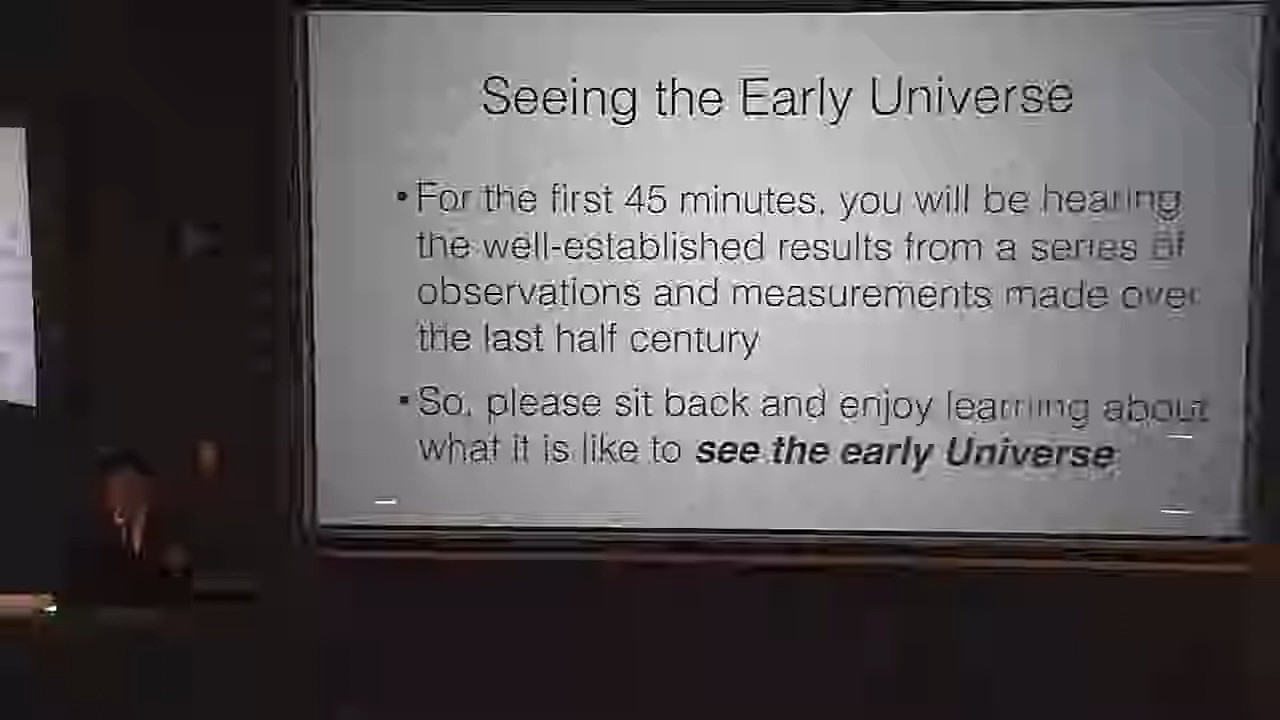 Seeing the Early Universe
• For the first 45 minutes, you will be hearing
the well-established results from a series of
observations and measurements made over
the last half century
• So, please sit back and enjoy learning about
what it is like to see the early Universe